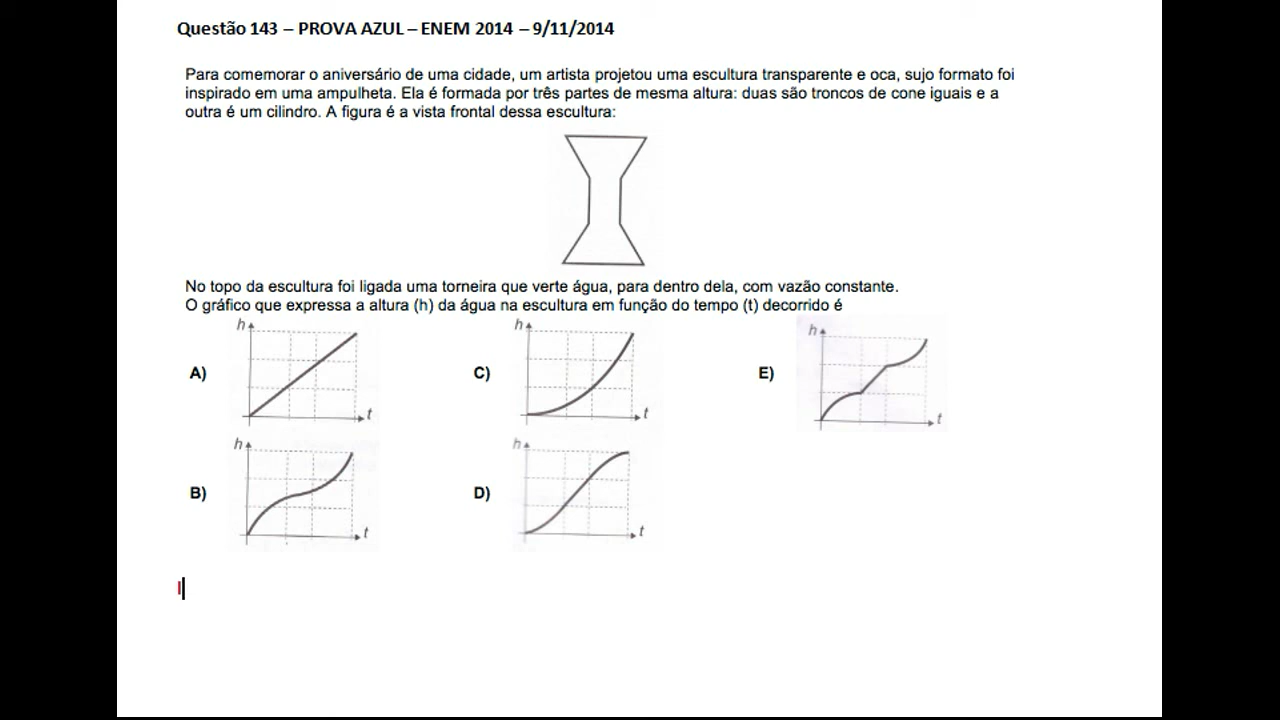 Questão 143 – PROVA AZUL – ENEM 2014 – 9/11/2014
Para comemorar o aniversário de uma cidade, um artista projetou uma escultura transparente e oca, sujo formato foi
inspirado em uma ampulheta. Ela é formada por três partes de mesma altura: duas são troncos de cone iguais e a
outra é um cilindro. A figura é a vista frontal dessa escultura:
No topo da escultura foi ligada uma torneira que verte água, para dentro dela, com vazão constante.
O gráfico que expressa a altura (h) da água na escultura em função do tempo (t) decorrido é
A) h t
C) h t
E) h t
B) h t
D) h t
I